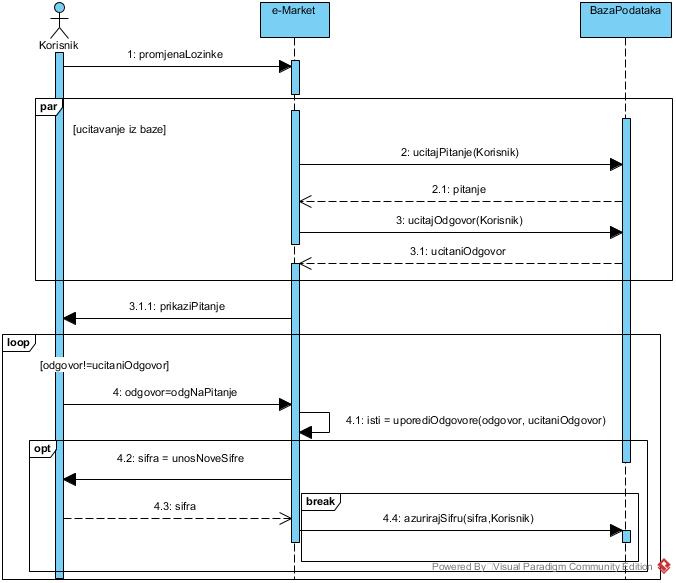 e-Market
BazaPodataka
Korisnik
1: promjenaLozinke
par
[ucitavanje iz baze]
2: ucitajPitanje(Korisnik)
2.1: pitanje
3: ucitajOdgovor(Korisnik)
3.1: ucitaniOdgovor
3.1.1: prikaziPitanje
loop
[odgovor!=ucitaniOdgovor]
4: odgovor=odgNaPitanje
4.1: isti = uporediOdgovore(odgovor, ucitaniOdgovor)
opt
4.2: sifra = unosNoveSifre
break
4.3: sifra
4.4: azurirajSifru(sifra,Korisnik)
Powered By Visual Paradigm Community Edition